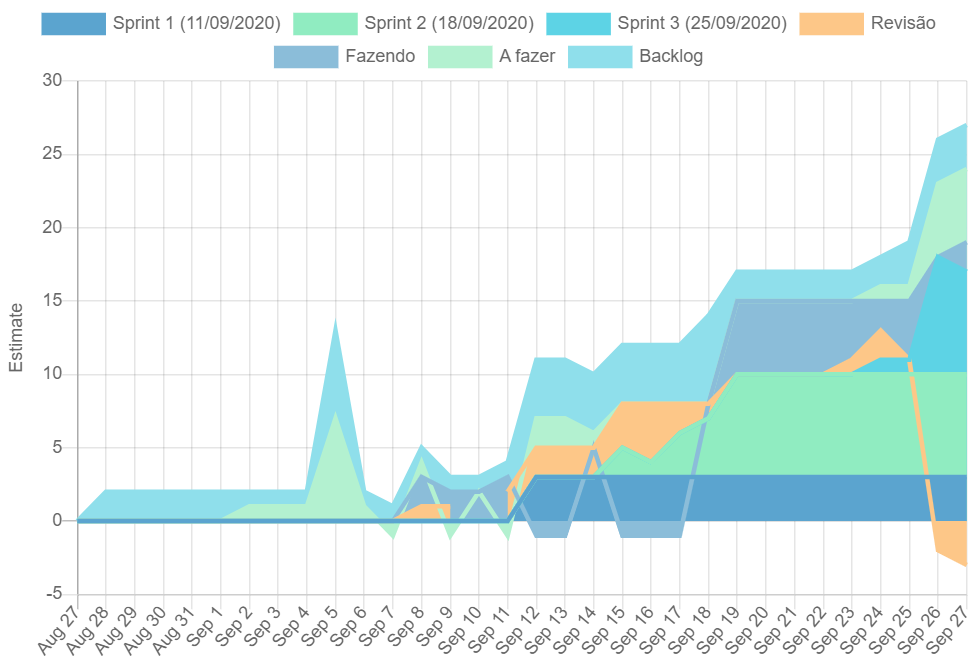 Sprint 1 (11/09/2020) Sprint 2 (18/09/2020) Sprint 3 (25/09/2020) Revisão
Fazendo A fazer Backlog
30
25
20
15
10
5
0
-5
Estimate
Aug 27 Aug 28 Aug 29 Aug 30 Aug 31 Sep 1 Sep 2 Sep 3 Sep 4 Sep 5 Sep 6 Sep 7 Sep 8 Sep 9 Sep 10 Sep 11 Sep 12 Sep 13 Sep 14 Sep 15 Sep 16 Sep 17 Sep 18 Sep 19 Sep 20 Sep 21 Sep 22 Sep 23 Sep 24 Sep 25 Sep 26 Sep 27